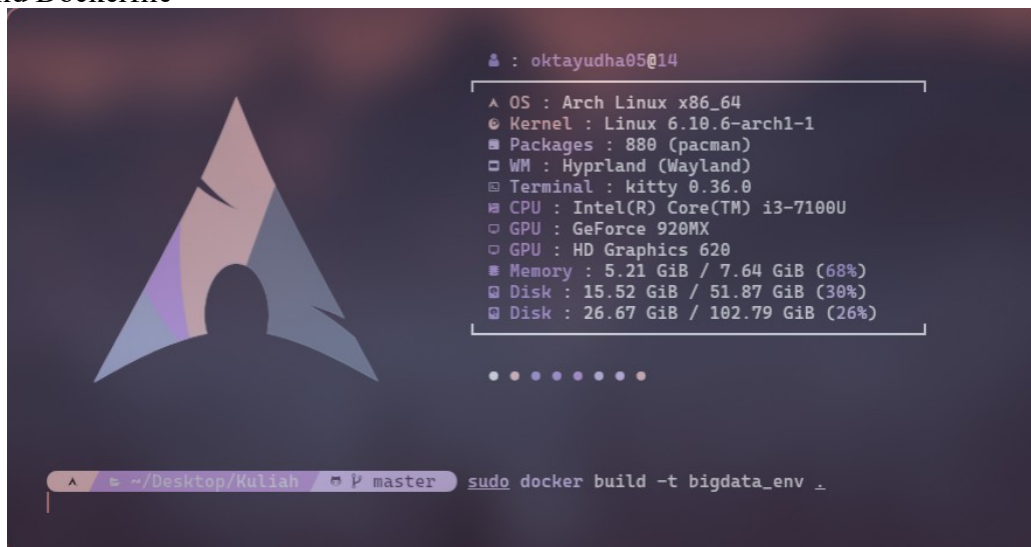 : oktayudha05@14
OS : Arch Linux x86_64
Kernel : Linux 6.10.6-arch1-1
Packages : 880 (pacman)
WM : Hyprland (Wayland)
Terminal : kitty 0.36.0
CPU : Intel(R) Core(TM) i3-7100U
GPU : GeForce 920MX
GPU : HD Graphics 620
Memory : 5.21 GiB / 7.64 GiB (68%)
Disk : 15.52 GiB / 51.87 GiB (30%)
Disk : 26.67 GiB / 102.79 GiB (26%)
~/Desktop/Kuliah master sudo docker build -t bigdata_env .